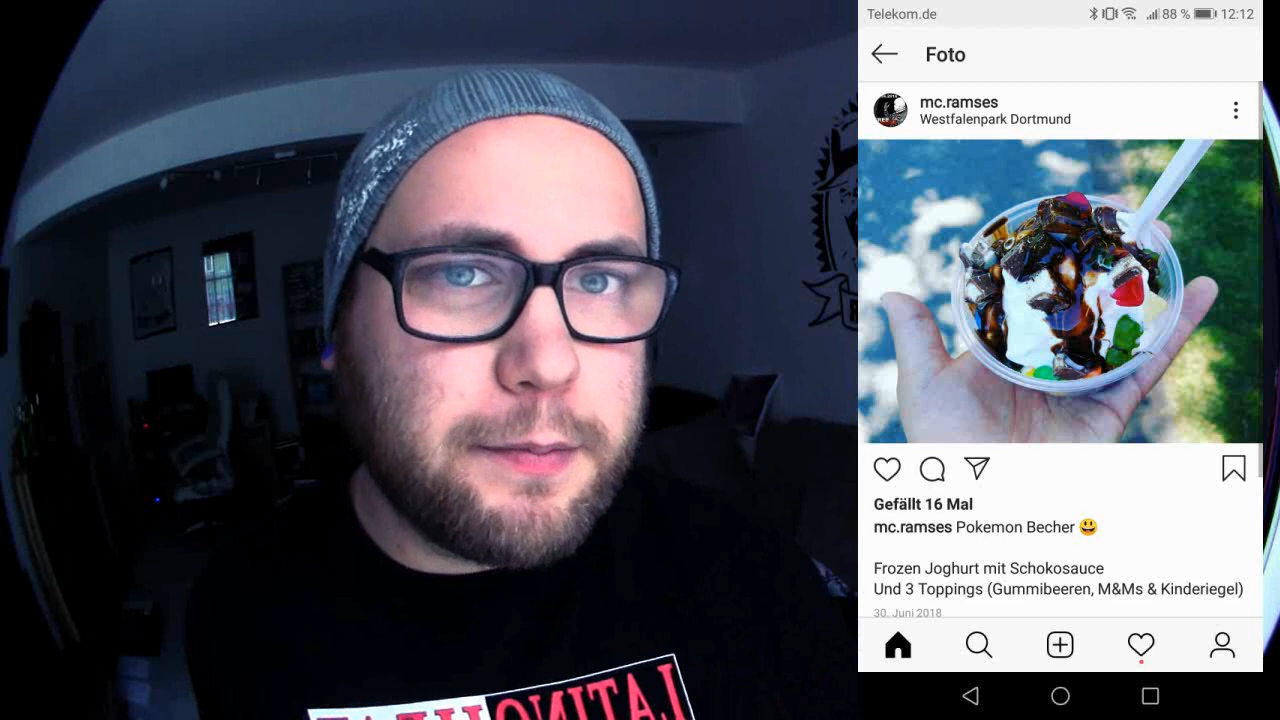 Telekom.de
88 %
12:12
Foto
mc.ramses
Westfalenpark Dortmund
Gefällt 16 Mal
mc.ramses Pokemon Becher 😃
Frozen Joghurt mit Schokosauce
Und 3 Toppings (Gummibeeren, M&Ms & Kinderiegel)
30. Juni 2018
LATINO